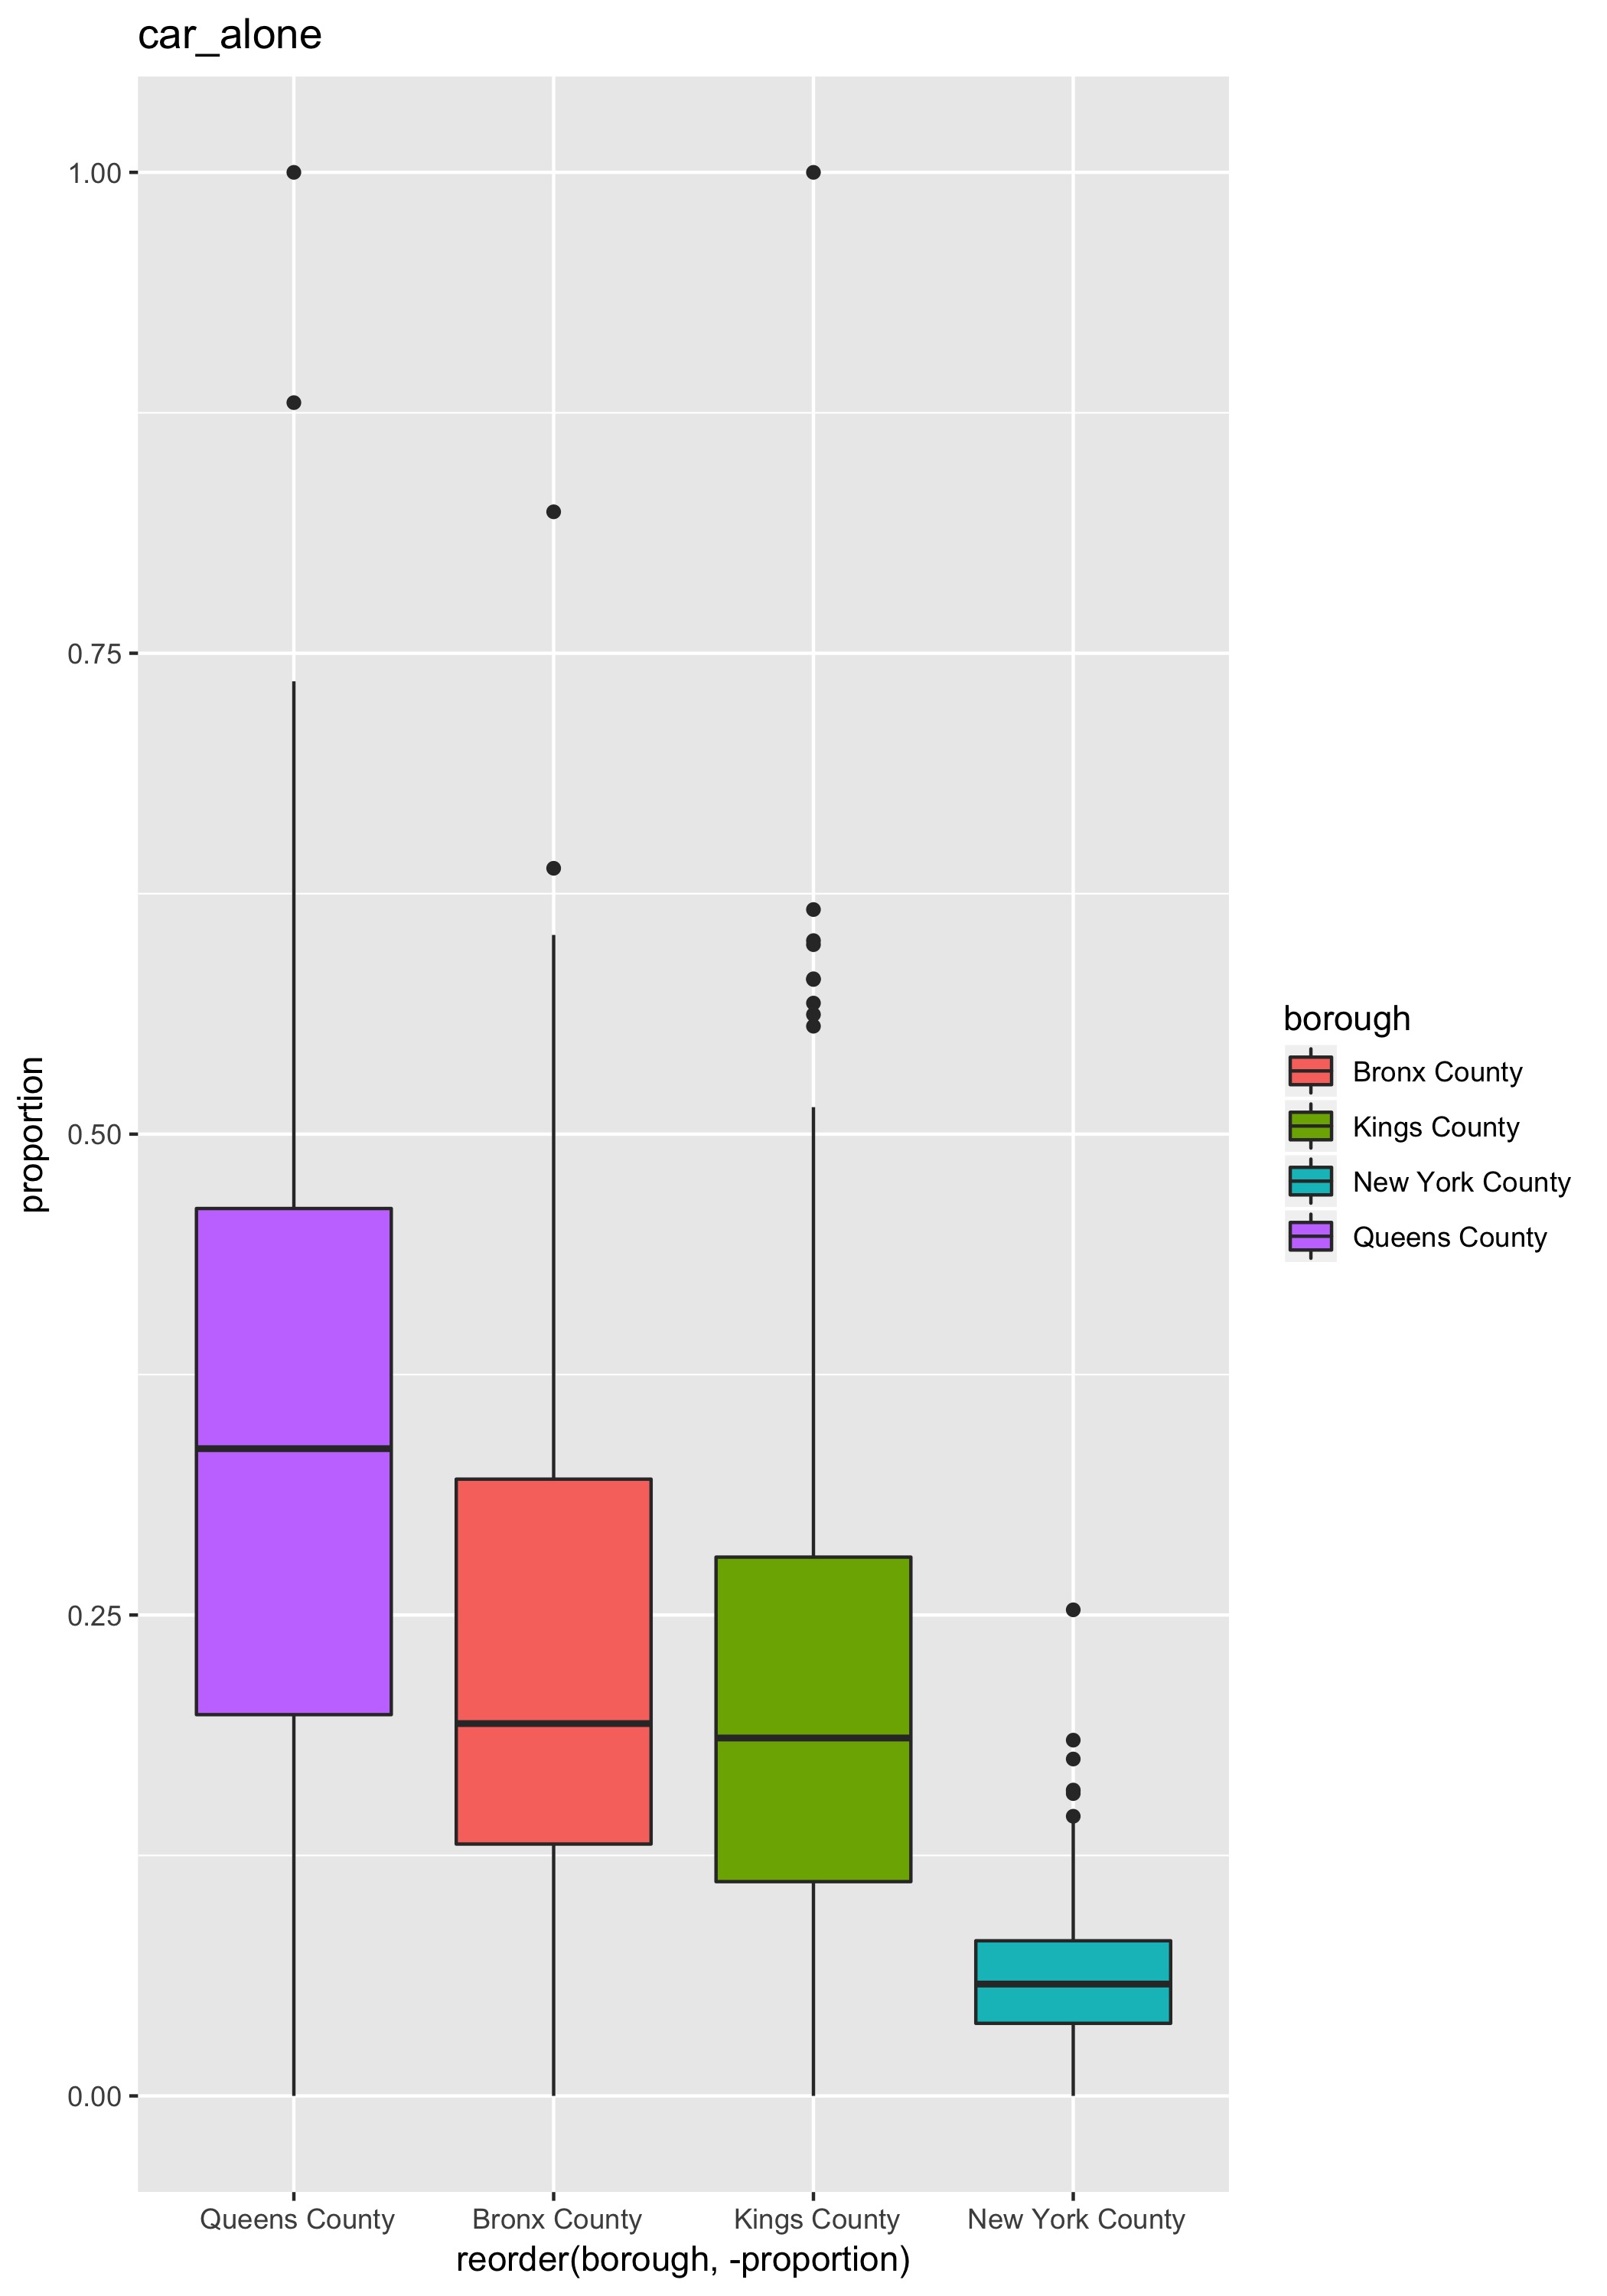 car_alone
1.00
0.75
0.50
0.25
0.00
proportion
Queens County
Bronx County
Kings County
New York County
reorder(borough, -proportion)
borough
Bronx County
Kings County
New York County
Queens County